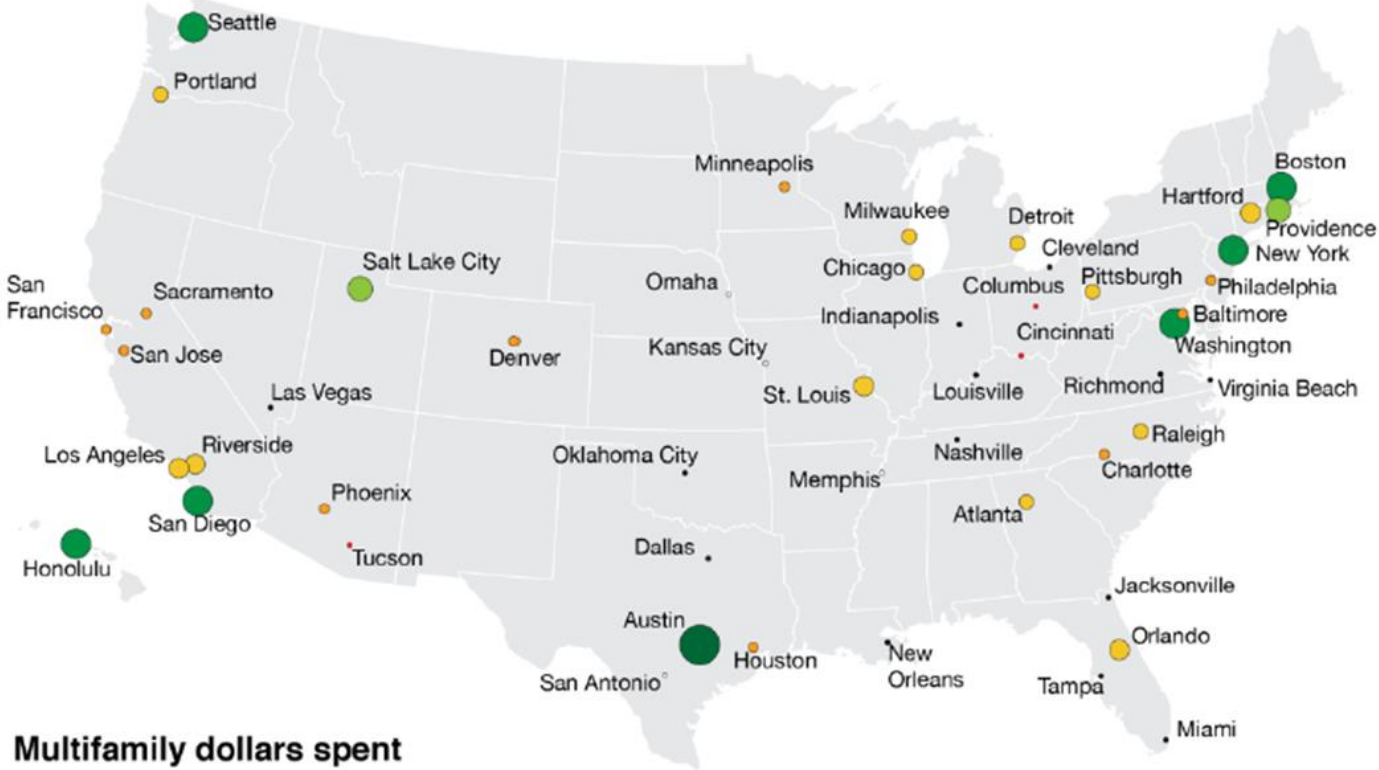 Seattle
Portland
Minneapolis
Boston
Milwaukee
Hartford
Detroit
Providence
Cleveland
New York
Salt Lake City
Chicago
Pittsburgh
Omaha
Columbus
San
Francisco
Sacramento
Philadelphia
Indianapolis
Baltimore
Cincinnati
Kansas City
Washington
San Jose
Denver
Las Vegas
St. Louis
Louisville
Richmond
Virginia Beach
Raleigh
Los Angeles
Riverside
Oklahoma City
Nashville
Charlotte
Memphis
Phoenix
Atlanta
San Diego
Dallas
Tucson
Honolulu
Jacksonville
Austin
Orlando
Houston
New
Orleans
San Antonio
Tampa
Miami
Multifamily dollars spent